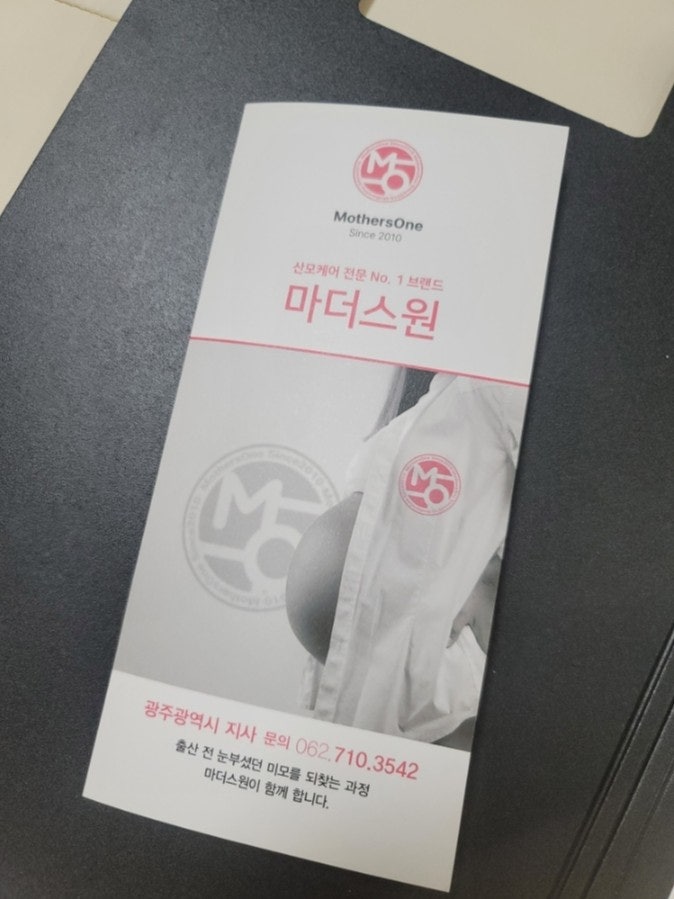 MothersOne
Since 2010
산모케어 전문 No. 1 브랜드
마더스원
광주광역시 지사 문의 062.710.3542
출산 전 눈부셨던 미모를 되찾는 과정
마더스원이 함께 합니다.